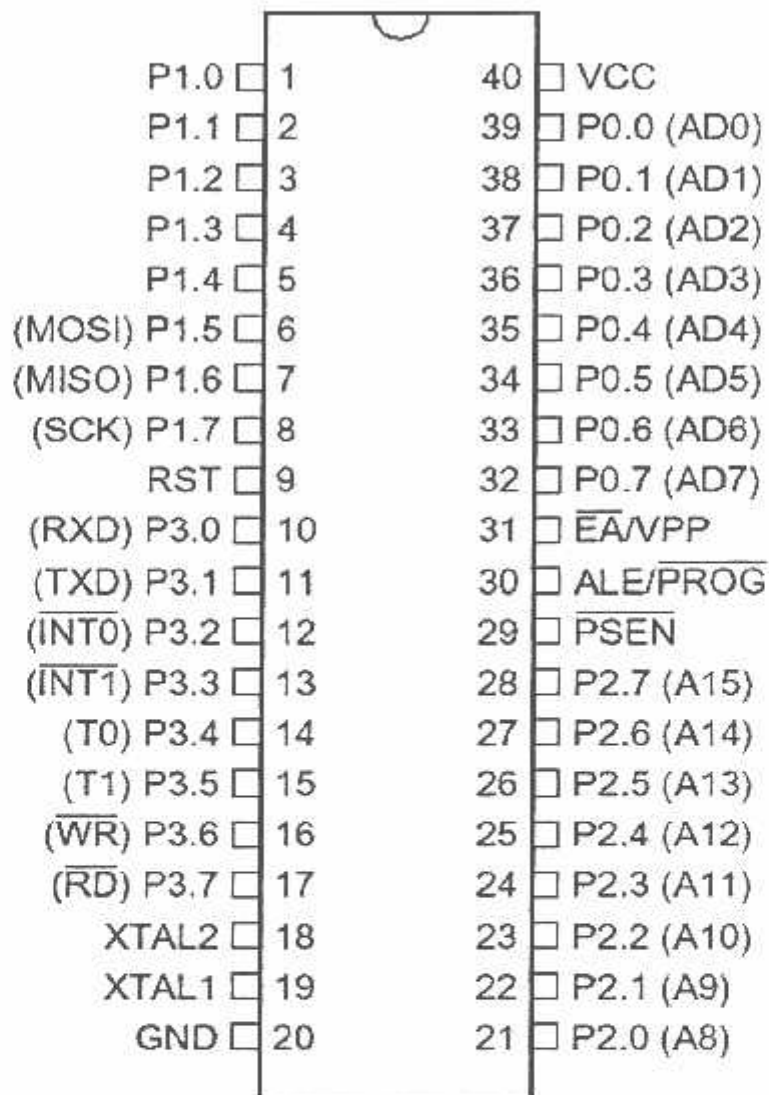 P1.0 1 40 VCC
P1.1 2 39 P0.0 (AD0)
P1.2 3 38 P0.1 (AD1)
P1.3 4 37 P0.2 (AD2)
P1.4 5 36 P0.3 (AD3)
(MOSI) P1.5 6 35 P0.4 (AD4)
(MISO) P1.6 7 34 P0.5 (AD5)
(SCK) P1.7 8 33 P0.6 (AD6)
RST 9 32 P0.7 (AD7)
(RXD) P3.0 10 31 E̅A̅/VPP
(TXD) P3.1 11 30 ALE/P̅R̅O̅G̅
(I̅N̅T̅0̅) P3.2 12 29 P̅S̅E̅N̅
(I̅N̅T̅1̅) P3.3 13 28 P2.7 (A15)
(T0) P3.4 14 27 P2.6 (A14)
(T1) P3.5 15 26 P2.5 (A13)
(W̅R̅) P3.6 16 25 P2.4 (A12)
(R̅D̅) P3.7 17 24 P2.3 (A11)
XTAL2 18 23 P2.2 (A10)
XTAL1 19 22 P2.1 (A9)
GND 20 21 P2.0 (A8)